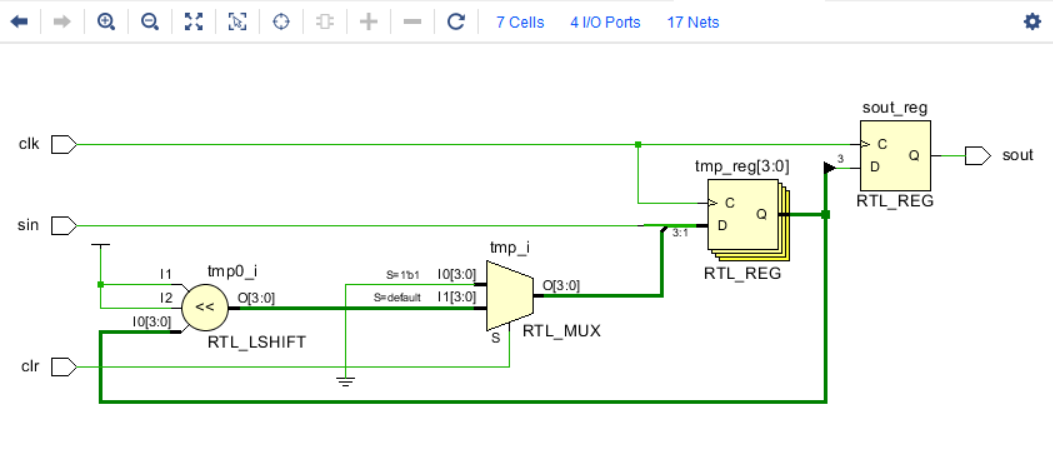 7 Cells 4 I/O Ports 17 Nets
sout_reg
clk
C
Q
D
3
sout
RTL_REG
tmp_reg[3:0]
C
Q
D
3:1
RTL_REG
sin
tmp_i
tmp0_i
I1
I2
I0[3:0]
<<
O[3:0]
RTL_LSHIFT
S=1'b1
I0[3:0]
S=default
I1[3:0]
O[3:0]
S
RTL_MUX
clr